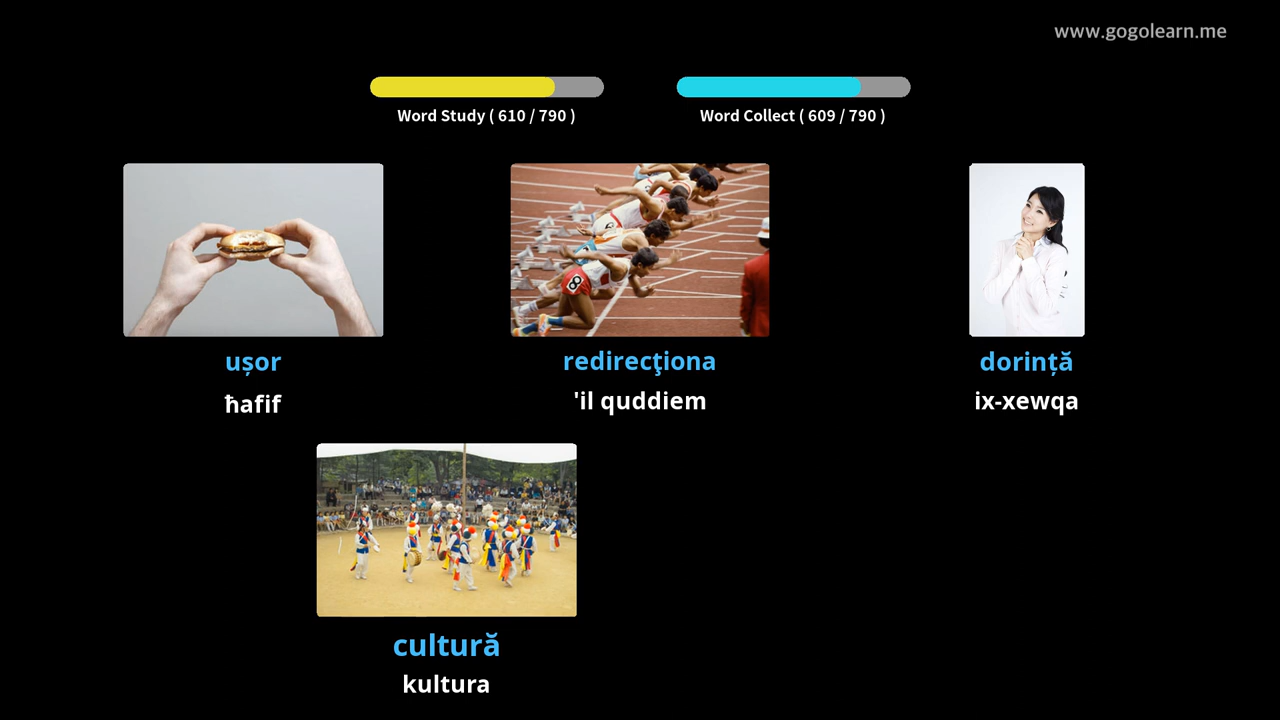 www.gogolearn.me
Word Study ( 610 / 790 )
Word Collect ( 609 / 790 )
ușor
redirecţiona
dorință
ħafif
'il quddiem
ix-xewqa
cultură
kultura